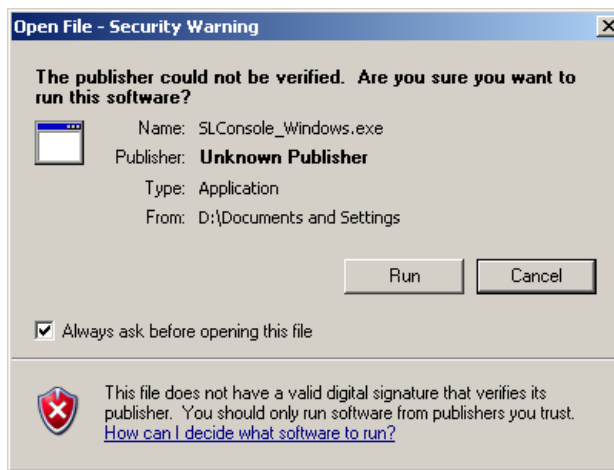 Open File - Security Warning
The publisher could not be verified.  Are you sure you want to
run this software?
Name: SLConsole_Windows.exe
Publisher: Unknown Publisher
Type: Application
From: D:\Documents and Settings
Run Cancel
Always ask before opening this file
This file does not have a valid digital signature that verifies its
publisher.  You should only run software from publishers you trust.
How can I decide what software to run?